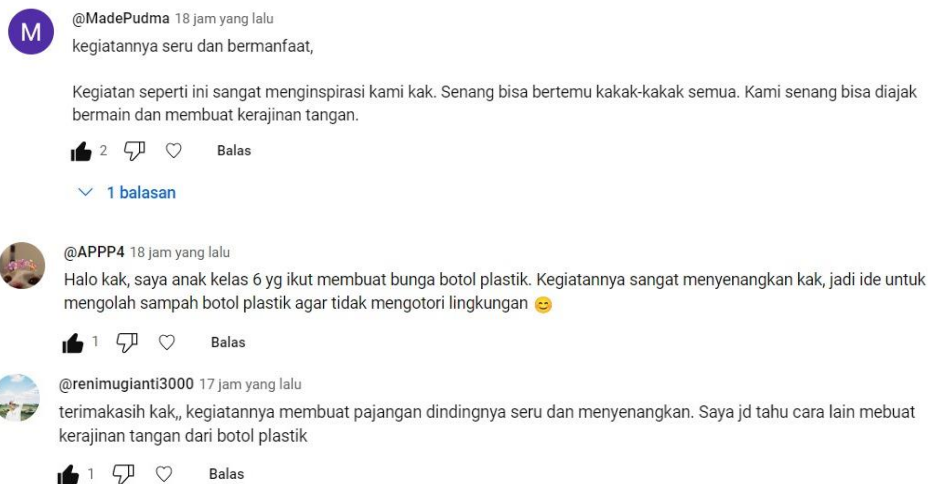 M
@MadePudma 18 jam yang lalu
kegiatannya seru dan bermanfaat,
Kegiatan seperti ini sangat menginspirasi kami kak. Senang bisa bertemu kakak-kakak semua. Kami senang bisa diajak
bermain dan membuat kerajinan tangan.
2 Balas
1 balasan
@APPP4 18 jam yang lalu
Halo kak, saya anak kelas 6 yg ikut membuat bunga botol plastik. Kegiatannya sangat menyenangkan kak, jadi ide untuk
mengolah sampah botol plastik agar tidak mengotori lingkungan 😊
1 Balas
@renimugianti3000 17 jam yang lalu
terimakasih kak,, kegiatannya membuat pajangan dindingnya seru dan menyenangkan. Saya jd tahu cara lain mebuat
kerajinan tangan dari botol plastik
1 Balas